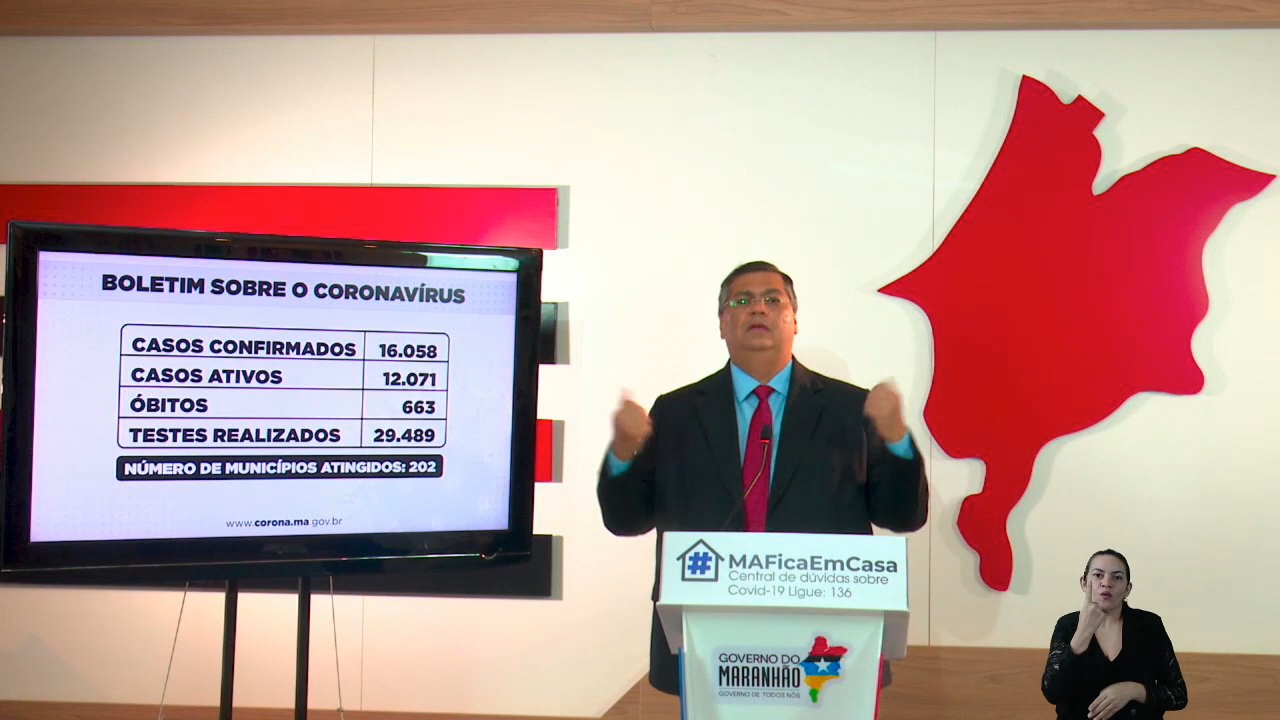 BOLETIM SOBRE O CORONAVÍRUS
CASOS CONFIRMADOS 16.058
CASOS ATIVOS 12.071
ÓBITOS 663
TESTES REALIZADOS 29.489
NÚMERO DE MUNICÍPIOS ATINGIDOS: 202
www.corona.ma.gov.br
# MAFicaEmCasa
Central de dúvidas sobre
Covid-19 Ligue: 136
GOVERNO DO
MARANHÃO
GOVERNO DE TODOS NÓS